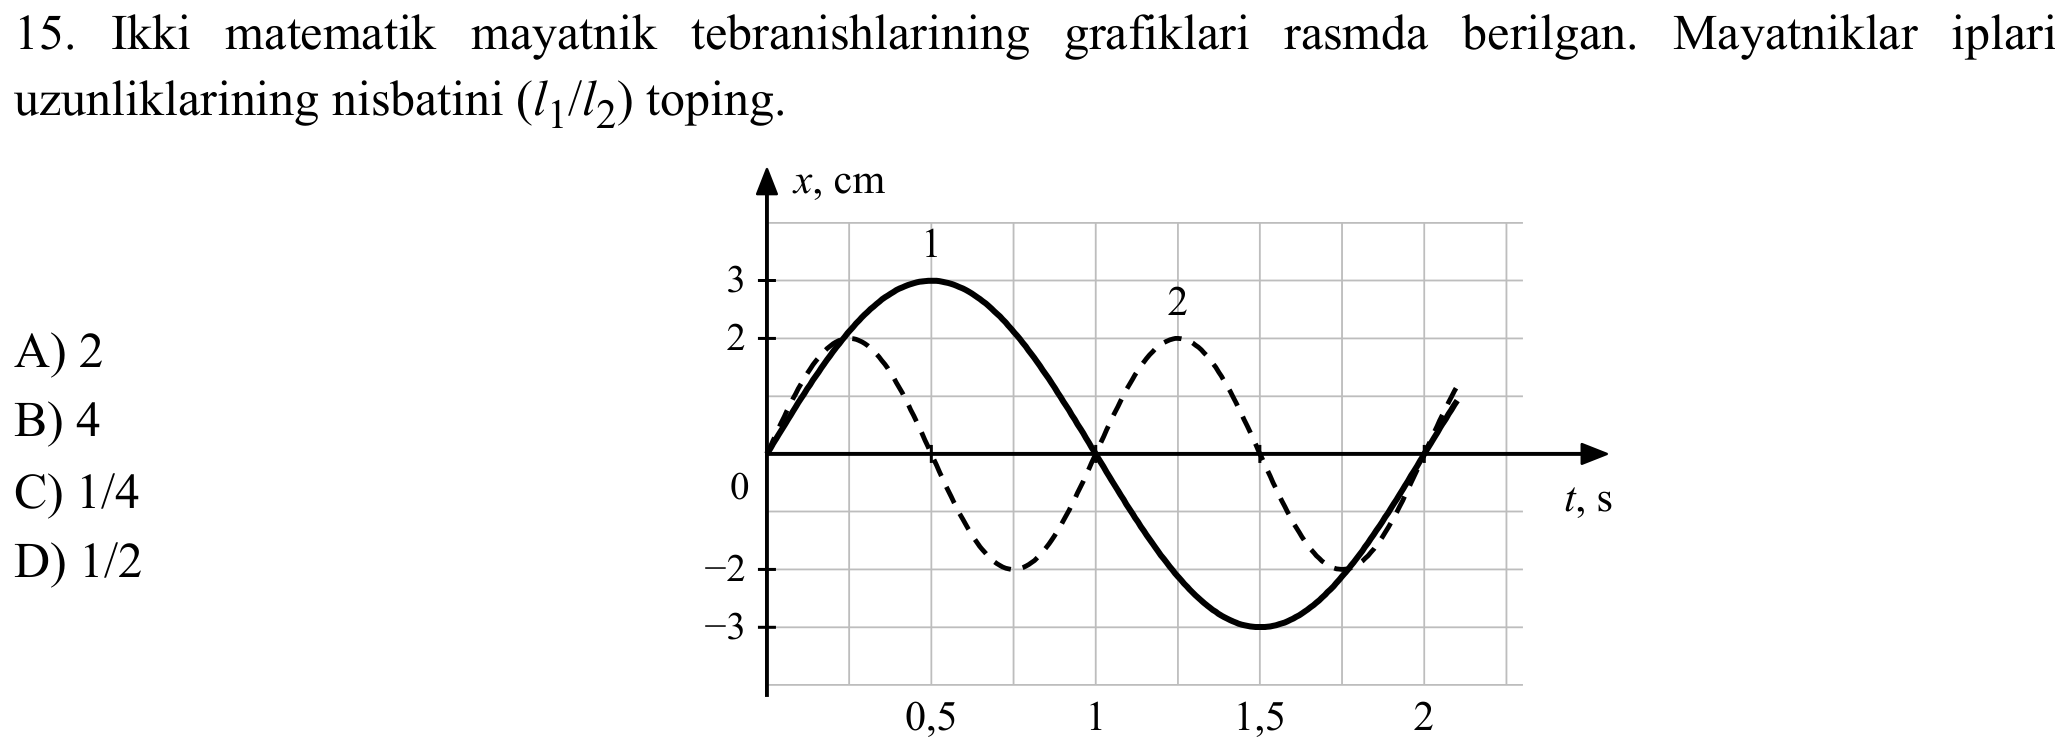 15. Ikki matematik mayatnik tebranishlarining grafiklari rasmda berilgan. Mayatniklar iplari
uzunliklarining nisbatini (l₁/l₂) toping.
x, cm
1
3
2
2
A) 2
B) 4
0
C) 1/4
t, s
D) 1/2
−2
−3
0,5 1 1,5 2